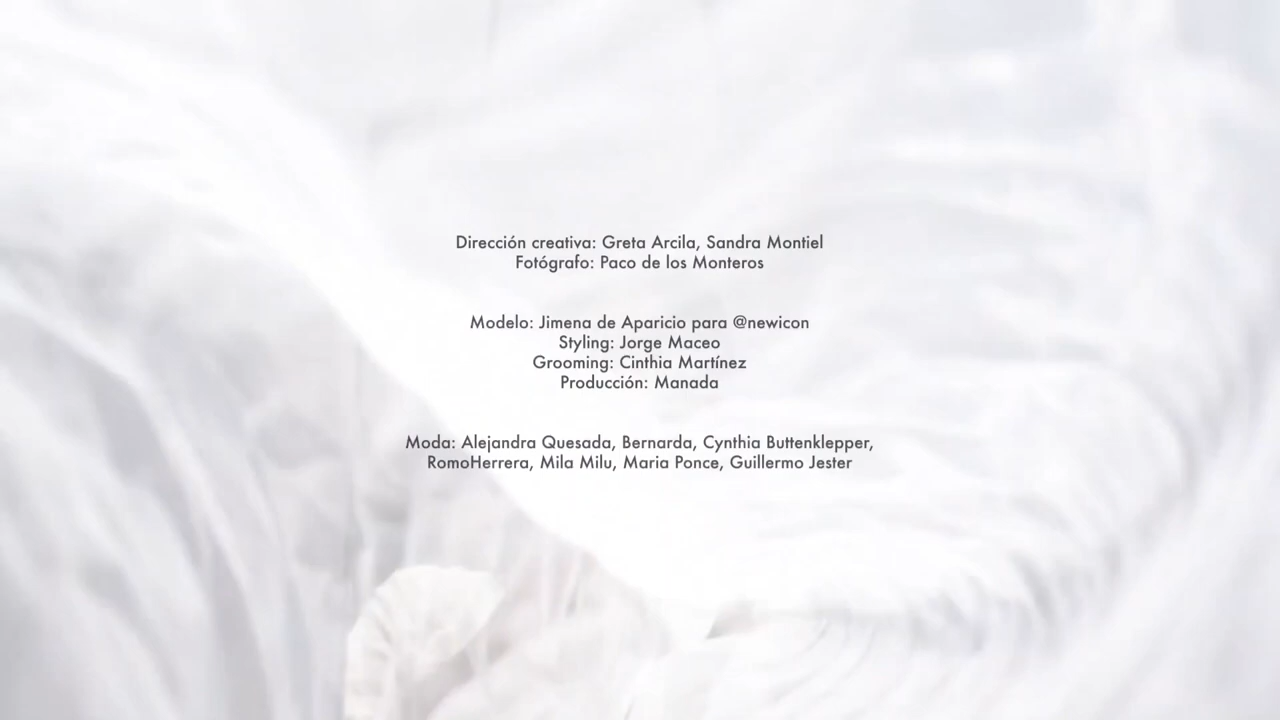 Dirección creativa: Greta Arcila, Sandra Montiel
Fotógrafo: Paco de los Monteros
Modelo: Jimena de Aparicio para @newicon
Styling: Jorge Maceo
Grooming: Cinthia Martínez
Producción: Manada
Moda: Alejandra Quesada, Bernarda, Cynthia Buttenklepper,
RomoHerrera, Mila Milu, Maria Ponce, Guillermo Jester